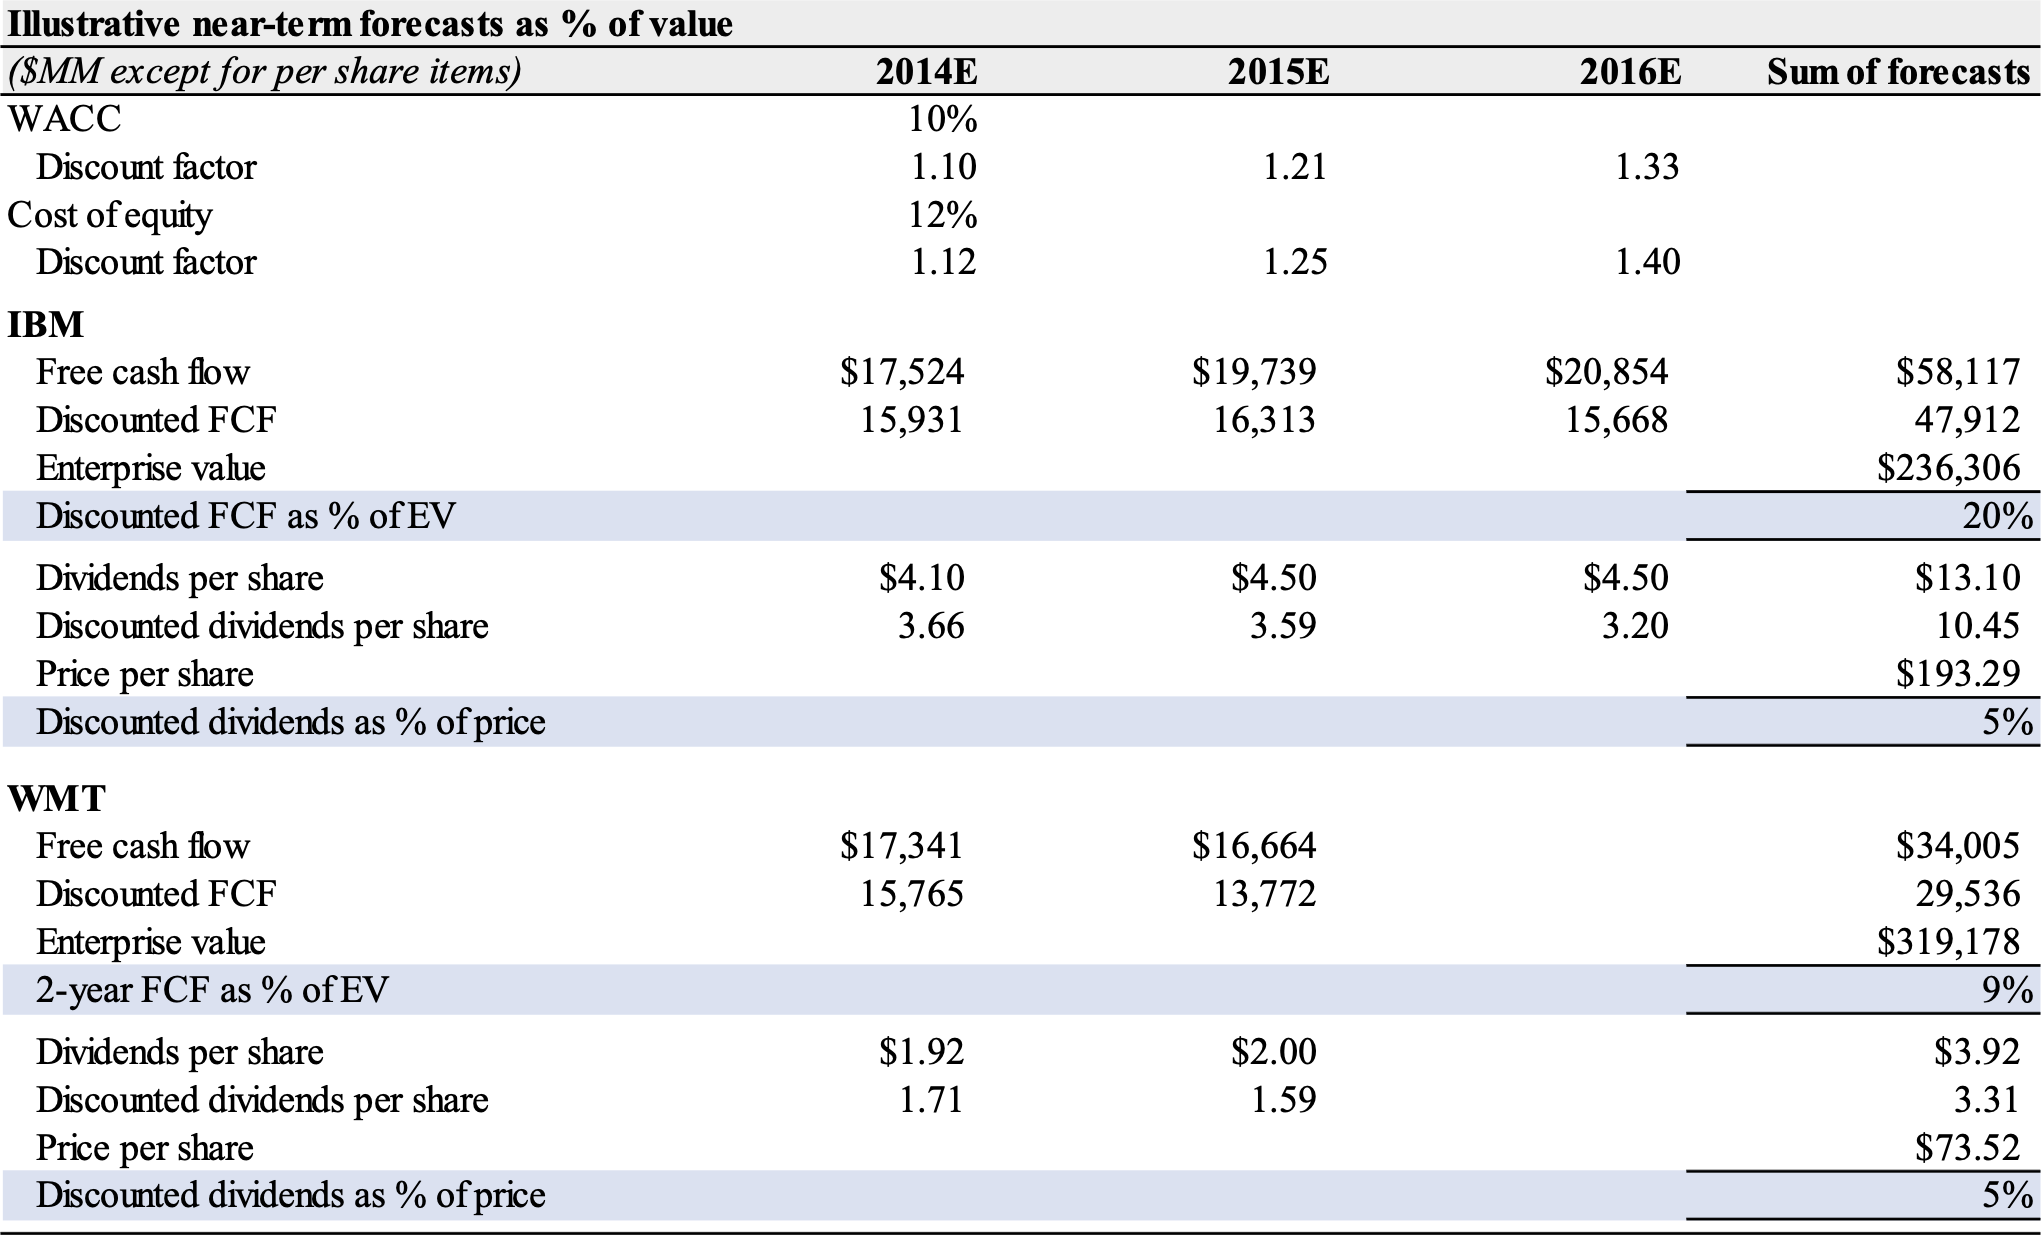 Illustrative near-term forecasts as % of value
($MM except for per share items) 2014E 2015E 2016E Sum of forecasts
WACC 10%
Discount factor 1.10 1.21 1.33
Cost of equity 12%
Discount factor 1.12 1.25 1.40
IBM
Free cash flow $17,524 $19,739 $20,854 $58,117
Discounted FCF 15,931 16,313 15,668 47,912
Enterprise value $236,306
Discounted FCF as % of EV 20%
Dividends per share $4.10 $4.50 $4.50 $13.10
Discounted dividends per share 3.66 3.59 3.20 10.45
Price per share $193.29
Discounted dividends as % of price 5%
WMT
Free cash flow $17,341 $16,664 $34,005
Discounted FCF 15,765 13,772 29,536
Enterprise value $319,178
2-year FCF as % of EV 9%
Dividends per share $1.92 $2.00 $3.92
Discounted dividends per share 1.71 1.59 3.31
Price per share $73.52
Discounted dividends as % of price 5%